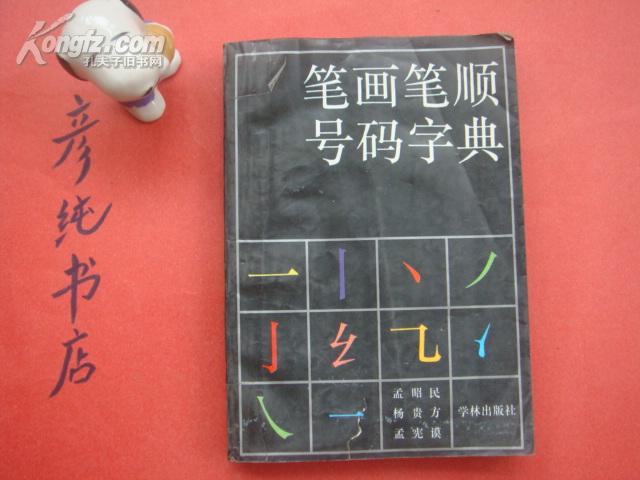 Kongfz.com
孔夫子旧书网
彦纯书店
笔画笔顺
号码字典
孟昭民
杨贵方
孟宪谟
学林出版社